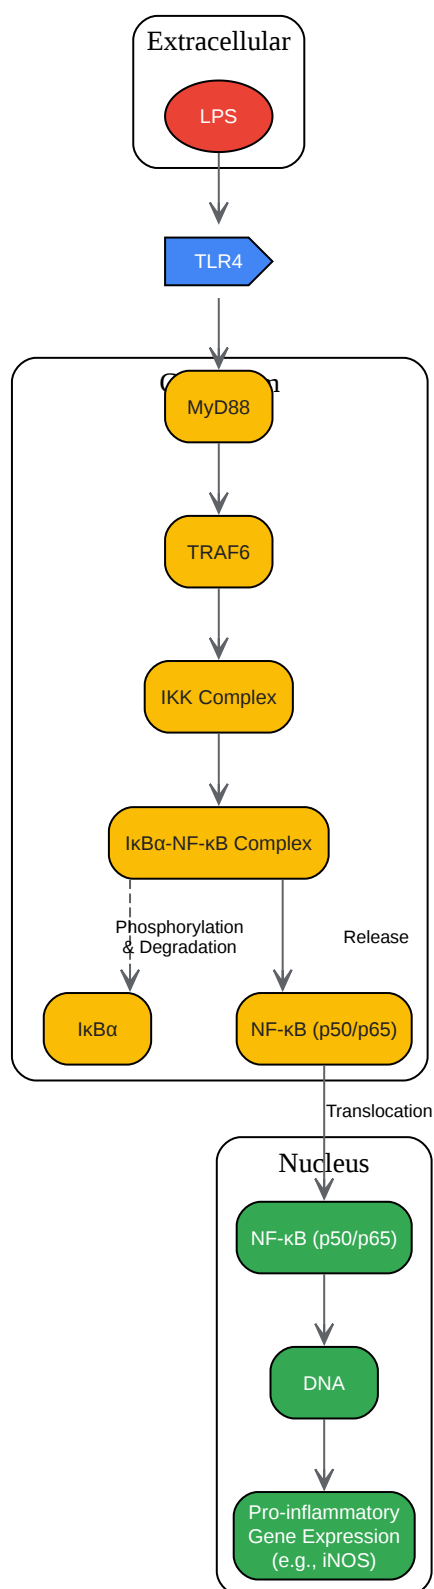 Extracellular
LPS
TLR4
MyD88
TRAF6
IKK Complex
IκBα-NF-κB Complex
Phosphorylation
& Degradation
Release
IκBα
NF-κB (p50/p65)
Translocation
Nucleus
NF-κB (p50/p65)
DNA
Pro-inflammatory
Gene Expression
(e.g., iNOS)